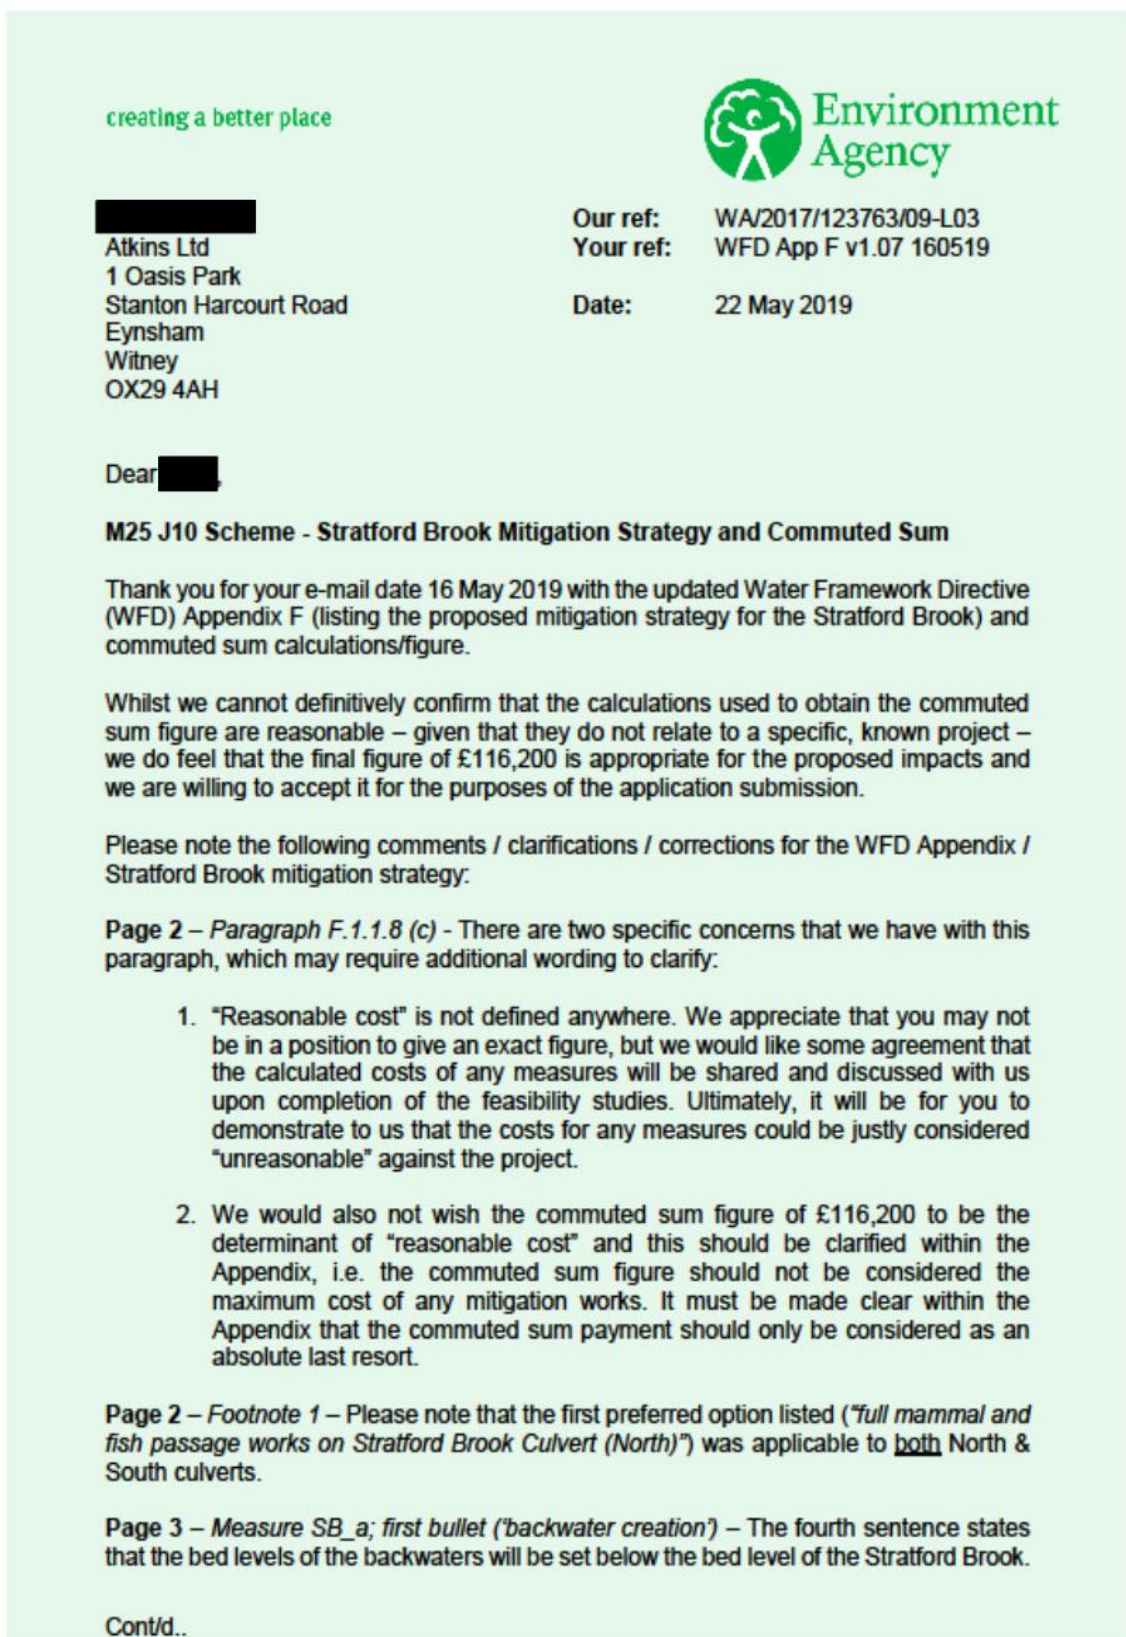 creating a better place
Environment
Agency
Atkins Ltd
1 Oasis Park
Stanton Harcourt Road
Eynsham
Witney
OX29 4AH
Our ref: WA/2017/123763/09-L03
Your ref: WFD App F v1.07 160519
Date: 22 May 2019
Dear ,
M25 J10 Scheme - Stratford Brook Mitigation Strategy and Commuted Sum
Thank you for your e-mail date 16 May 2019 with the updated Water Framework Directive
(WFD) Appendix F (listing the proposed mitigation strategy for the Stratford Brook) and
commuted sum calculations/figure.
Whilst we cannot definitively confirm that the calculations used to obtain the commuted
sum figure are reasonable – given that they do not relate to a specific, known project –
we do feel that the final figure of £116,200 is appropriate for the proposed impacts and
we are willing to accept it for the purposes of the application submission.
Please note the following comments / clarifications / corrections for the WFD Appendix /
Stratford Brook mitigation strategy:
Page 2 – Paragraph F.1.1.8 (c) - There are two specific concerns that we have with this
paragraph, which may require additional wording to clarify:
1. “Reasonable cost” is not defined anywhere. We appreciate that you may not
be in a position to give an exact figure, but we would like some agreement that
the calculated costs of any measures will be shared and discussed with us
upon completion of the feasibility studies. Ultimately, it will be for you to
demonstrate to us that the costs for any measures could be justly considered
“unreasonable” against the project.
2. We would also not wish the commuted sum figure of £116,200 to be the
determinant of “reasonable cost” and this should be clarified within the
Appendix, i.e. the commuted sum figure should not be considered the
maximum cost of any mitigation works. It must be made clear within the
Appendix that the commuted sum payment should only be considered as an
absolute last resort.
Page 2 – Footnote 1 – Please note that the first preferred option listed (“full mammal and
fish passage works on Stratford Brook Culvert (North)”) was applicable to both North &
South culverts.
Page 3 – Measure SB_a; first bullet (‘backwater creation’) – The fourth sentence states
that the bed levels of the backwaters will be set below the bed level of the Stratford Brook.
Cont/d..